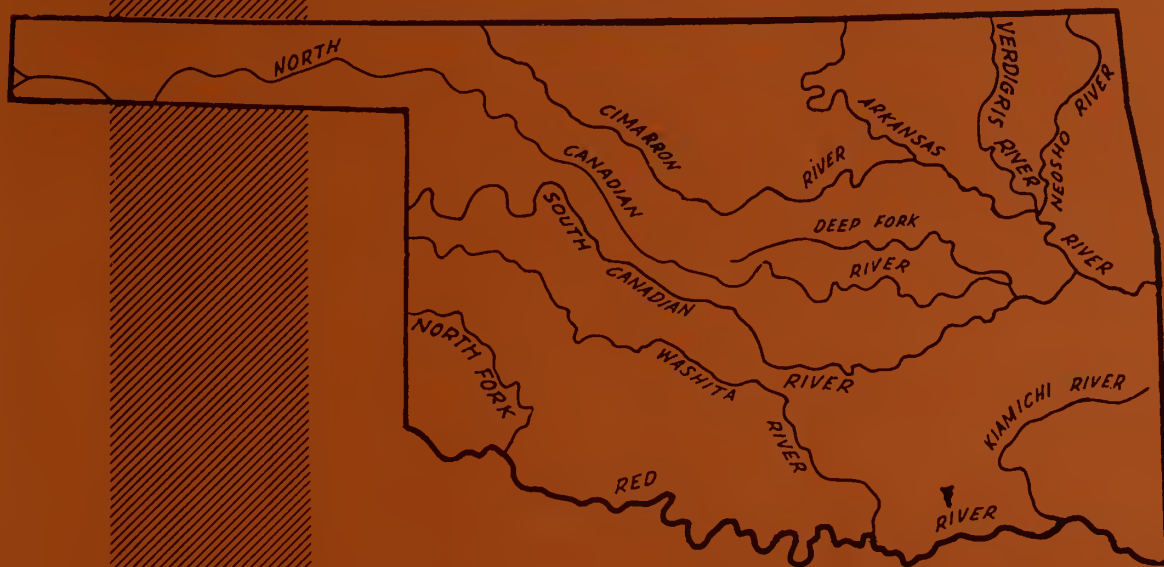 NORTH
CANADIAN
CIMARRON
RIVER
ARKANSAS
RIVER
VERDIGRIS
RIVER
NEOSHO
RIVER
DEEP FORK
RIVER
SOUTH
CANADIAN
RIVER
WASHITA
RIVER
NORTH FORK
KIAMICHI RIVER
RED
RIVER